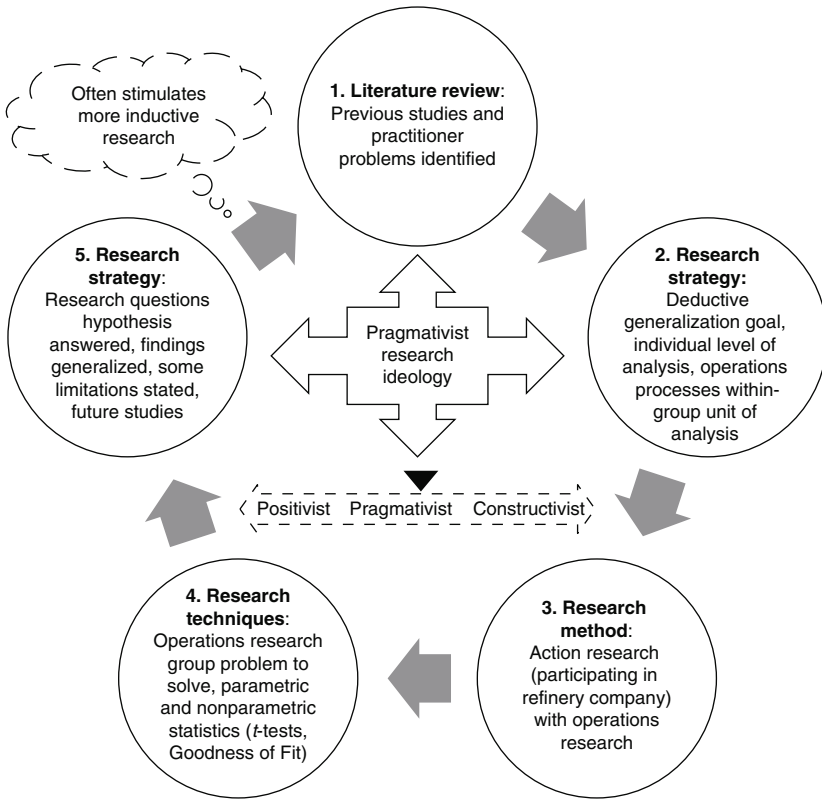 Often stimulates
more inductive
research
1. Literature review:
Previous studies and
practitioner
problems identified
2. Research
strategy:
Deductive
generalization goal,
individual level of
analysis, operations
processes within-
group unit of
analysis
3. Research
method:
Action research
(participating in
refinery company)
with operations
research
4. Research
techniques:
Operations research
group problem to
solve, parametric
and nonparametric
statistics (t-tests,
Goodness of Fit)
5. Research
strategy:
Research questions
hypothesis
answered, findings
generalized, some
limitations stated,
future studies
Pragmativist
research
ideology
Positivist Pragmativist Constructivist